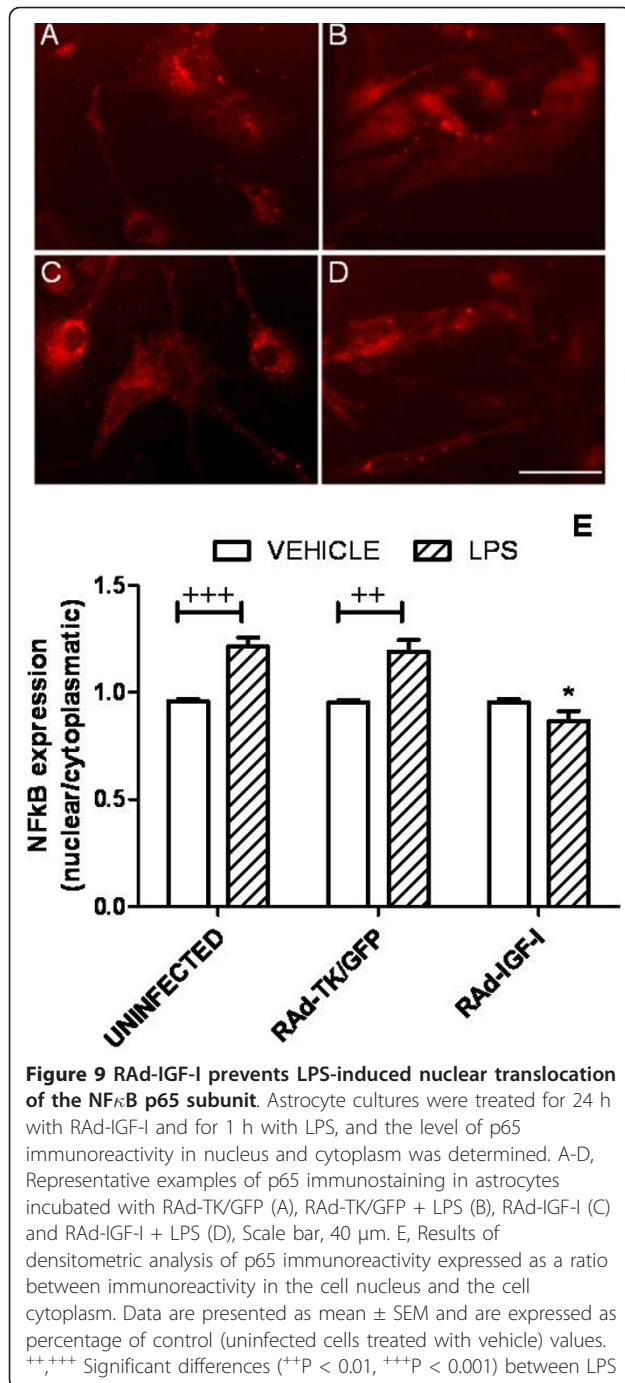 A
B
C
D
E
VEHICLE LPS
1.5
1.0
0.5
0.0
NFkB expression
(nuclear/cytoplasmatic)
+++
++
*
UNINFECTED
RAd-TK/GFP
RAd-IGF-I
Figure 9 RAd-IGF-I prevents LPS-induced nuclear translocation
of the NFκB p65 subunit. Astrocyte cultures were treated for 24 h
with RAd-IGF-I and for 1 h with LPS, and the level of p65
immunoreactivity in nucleus and cytoplasm was determined. A-D,
Representative examples of p65 immunostaining in astrocytes
incubated with RAd-TK/GFP (A), RAd-TK/GFP + LPS (B), RAd-IGF-I (C)
and RAd-IGF-I + LPS (D), Scale bar, 40 μm. E, Results of
densitometric analysis of p65 immunoreactivity expressed as a ratio
between immunoreactivity in the cell nucleus and the cell
cytoplasm. Data are presented as mean ± SEM and are expressed as
percentage of control (uninfected cells treated with vehicle) values.
++,+++ Significant differences (++P < 0.01, +++P < 0.001) between LPS